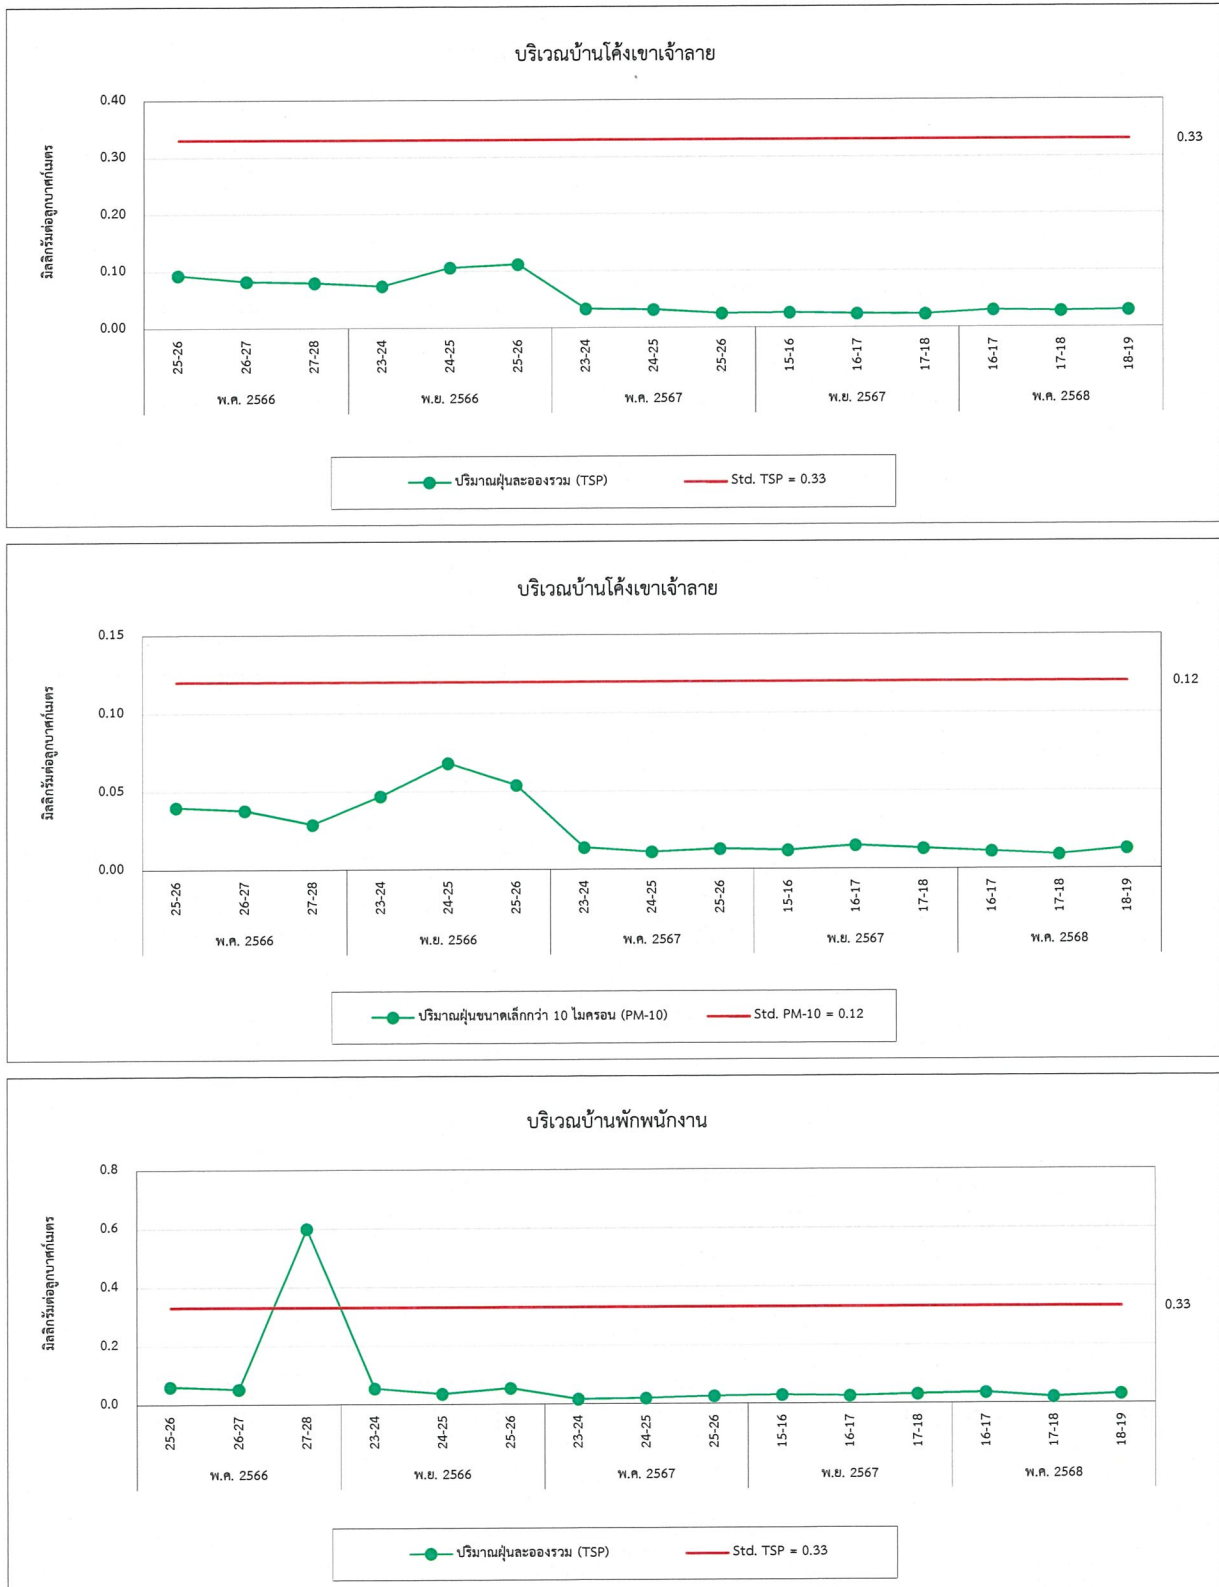 บริเวณบ้านโค้งเขาเจ้าลาย
มิลลิกรัมต่อลูกบาศก์เมตร
0.40
0.30
0.20
0.10
0.00
0.33
25-26 26-27 27-28 23-24 24-25 25-26 23-24 24-25 25-26 15-16 16-17 17-18 16-17 17-18 18-19
พ.ค. 2566 พ.ย. 2566 พ.ค. 2567 พ.ย. 2567 พ.ค. 2568
ปริมาณฝุ่นละอองรวม (TSP) Std. TSP = 0.33
บริเวณบ้านโค้งเขาเจ้าลาย
มิลลิกรัมต่อลูกบาศก์เมตร
0.15
0.10
0.05
0.00
0.12
25-26 26-27 27-28 23-24 24-25 25-26 23-24 24-25 25-26 15-16 16-17 17-18 16-17 17-18 18-19
พ.ค. 2566 พ.ย. 2566 พ.ค. 2567 พ.ย. 2567 พ.ค. 2568
ปริมาณฝุ่นขนาดเล็กกว่า 10 ไมครอน (PM-10) Std. PM-10 = 0.12
บริเวณบ้านพักพนักงาน
มิลลิกรัมต่อลูกบาศก์เมตร
0.8
0.6
0.4
0.2
0.0
0.33
25-26 26-27 27-28 23-24 24-25 25-26 23-24 24-25 25-26 15-16 16-17 17-18 16-17 17-18 18-19
พ.ค. 2566 พ.ย. 2566 พ.ค. 2567 พ.ย. 2567 พ.ค. 2568
ปริมาณฝุ่นละอองรวม (TSP) Std. TSP = 0.33